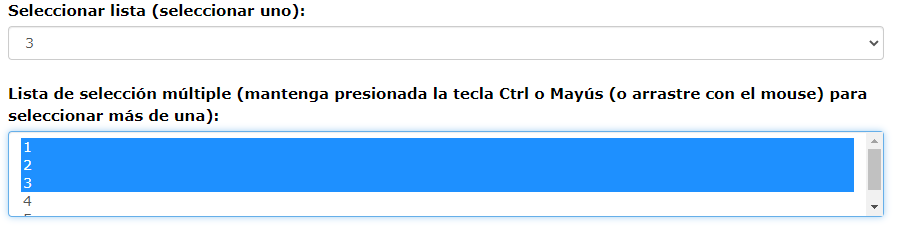 Seleccionar lista (seleccionar uno):
3
Lista de selección múltiple (mantenga presionada la tecla Ctrl o Mayús (o arrastre con el mouse) para
seleccionar más de una):
1
2
3
4